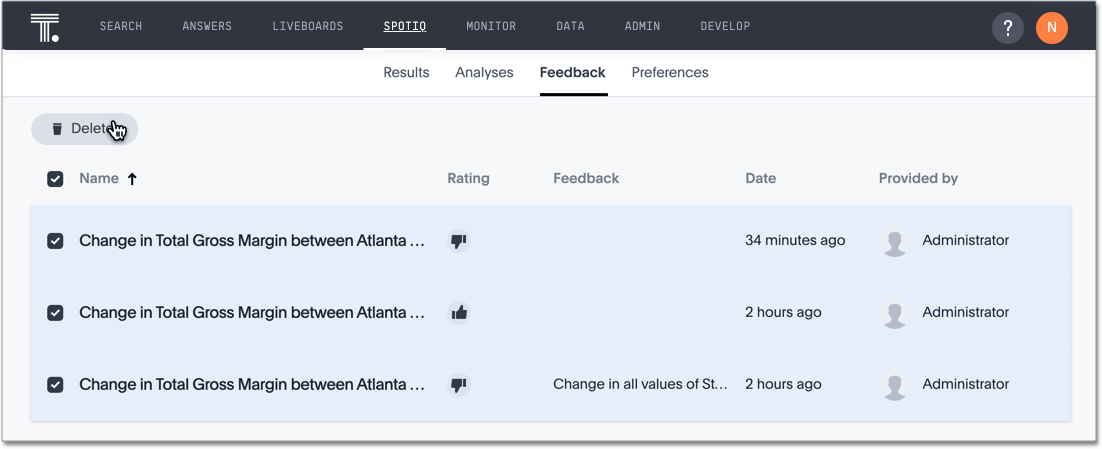 T. SEARCH ANSWERS LIVEBOARDS SPOTIQ MONITOR DATA ADMIN DEVELOP ? N
Results Analyses Feedback Preferences
Delete
Name ↑ Rating Feedback Date Provided by
Change in Total Gross Margin between Atlanta ... 34 minutes ago Administrator
Change in Total Gross Margin between Atlanta ... 2 hours ago Administrator
Change in Total Gross Margin between Atlanta ... Change in all values of St... 2 hours ago Administrator